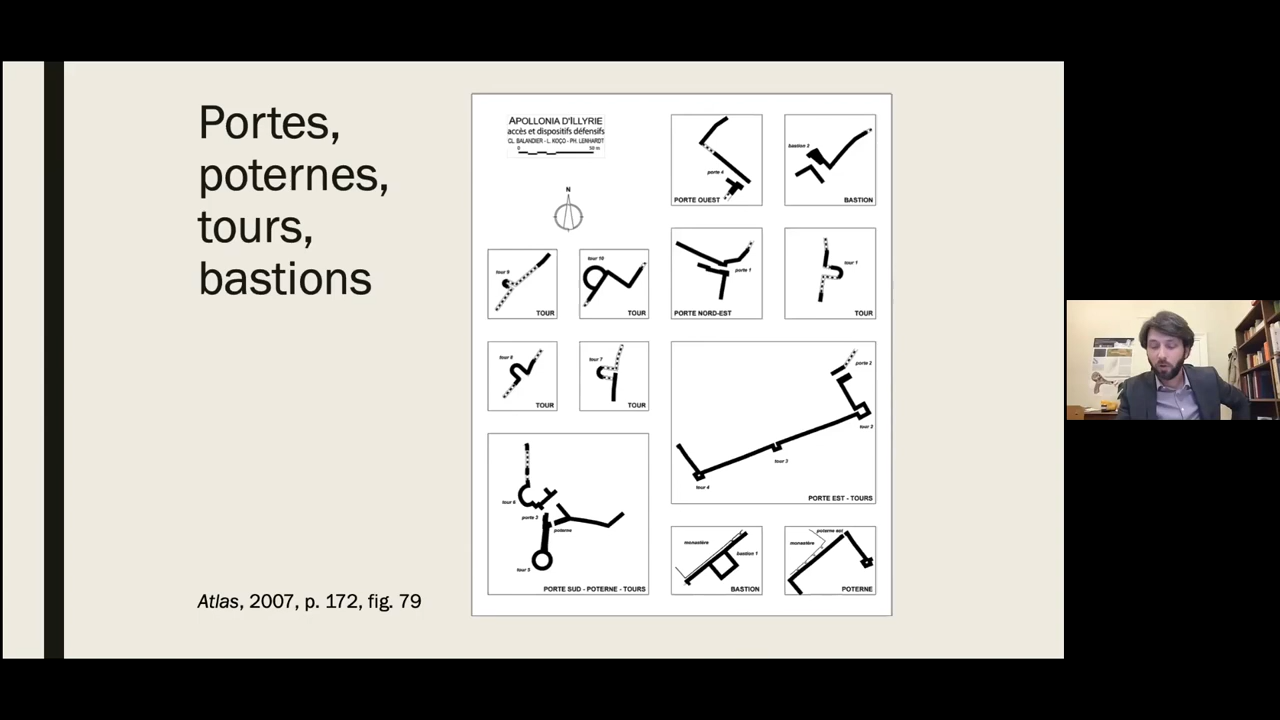 Portes,
poternes,
tours,
bastions
Atlas, 2007, p. 172, fig. 79
APOLLONIA D'ILLYRIE
accès et dispositifs défensifs
CL. BALANDIER - L. KOÇO - PH. LENHARDT
0 50 m
N
porte 4
PORTE OUEST
bastion 2
BASTION
tour 9
TOUR
tour 10
TOUR
porte 1
PORTE NORD-EST
tour 1
TOUR
tour 8
TOUR
tour 7
TOUR
porte 2
tour 2
tour 3
tour 4
PORTE EST - TOURS
tour 6
porte 3
poterne
tour 5
PORTE SUD - POTERNE - TOURS
monastère
bastion 1
BASTION
poterne est
monastère
POTERNE